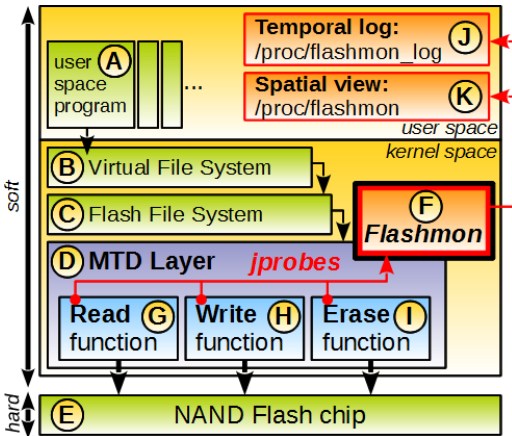 Temporal log:
/proc/flashmon_log
J
user
space
program
A
...
Spatial view:
/proc/flashmon
K
user space
kernel space
soft
B Virtual File System
C Flash File System
F
Flashmon
D MTD Layer
jprobes
Read G
function
Write H
function
Erase I
function
hard
E NAND Flash chip